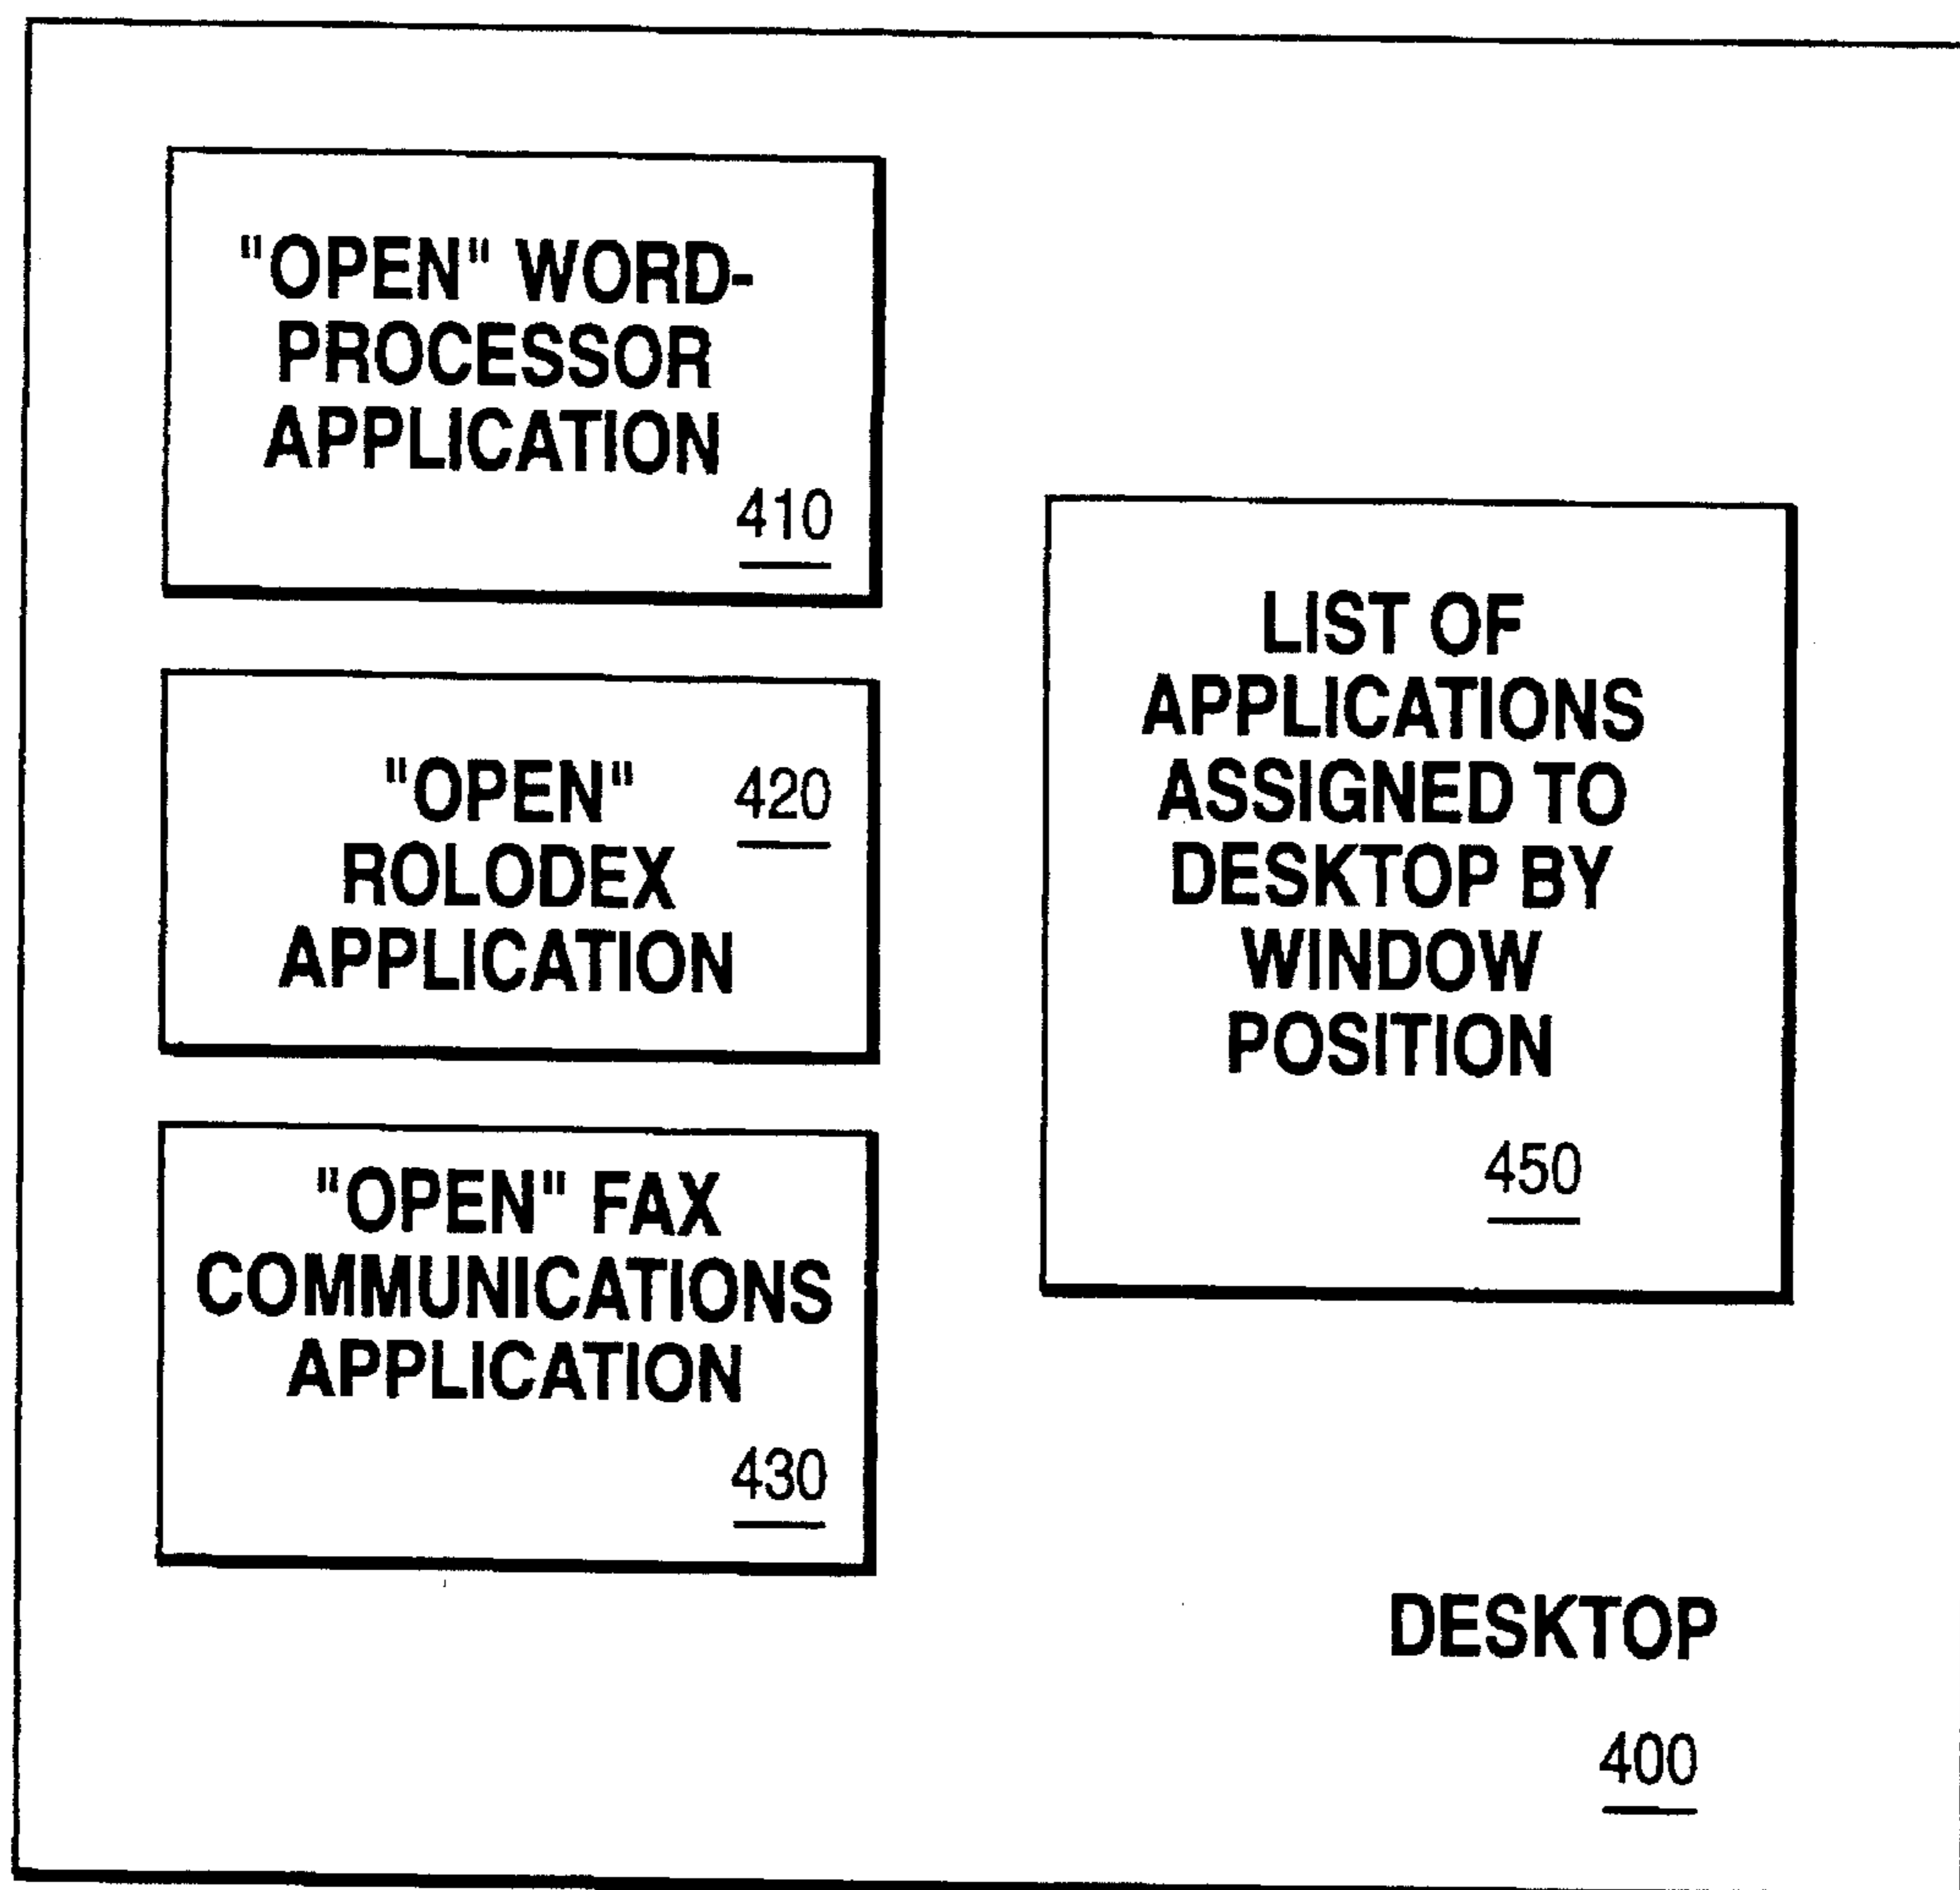 "OPEN" WORD-
PROCESSOR
APPLICATION
410
"OPEN" 420
ROLODEX
APPLICATION
"OPEN" FAX
COMMUNICATIONS
APPLICATION
430
LIST OF
APPLICATIONS
ASSIGNED TO
DESKTOP BY
WINDOW
POSITION
450
DESKTOP
400